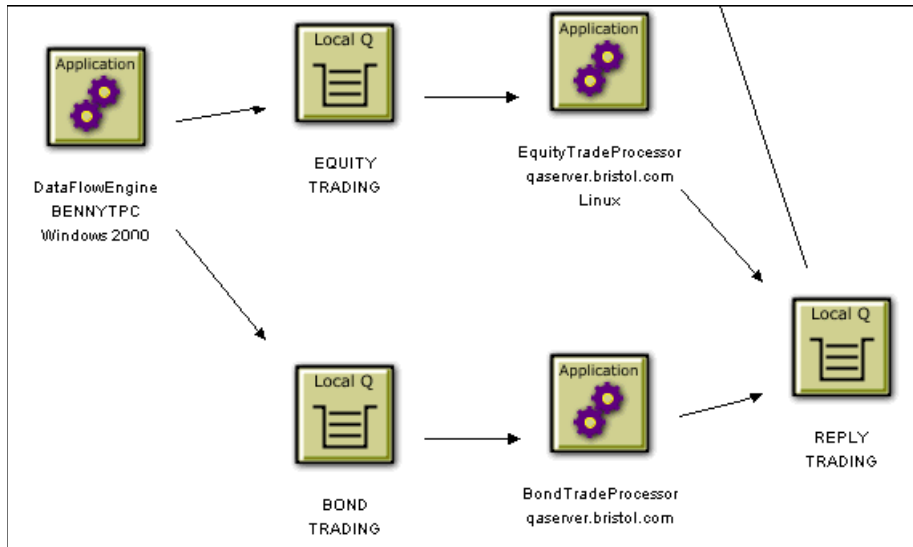 Application
DataFlowEngine
BENNYTPC
Windows 2000
Local Q
EQUITY
TRADING
Application
EquityTradeProcessor
qaserver.bristol.com
Linux
Local Q
BOND
TRADING
Application
BondTradeProcessor
qaserver.bristol.com
Local Q
REPLY
TRADING